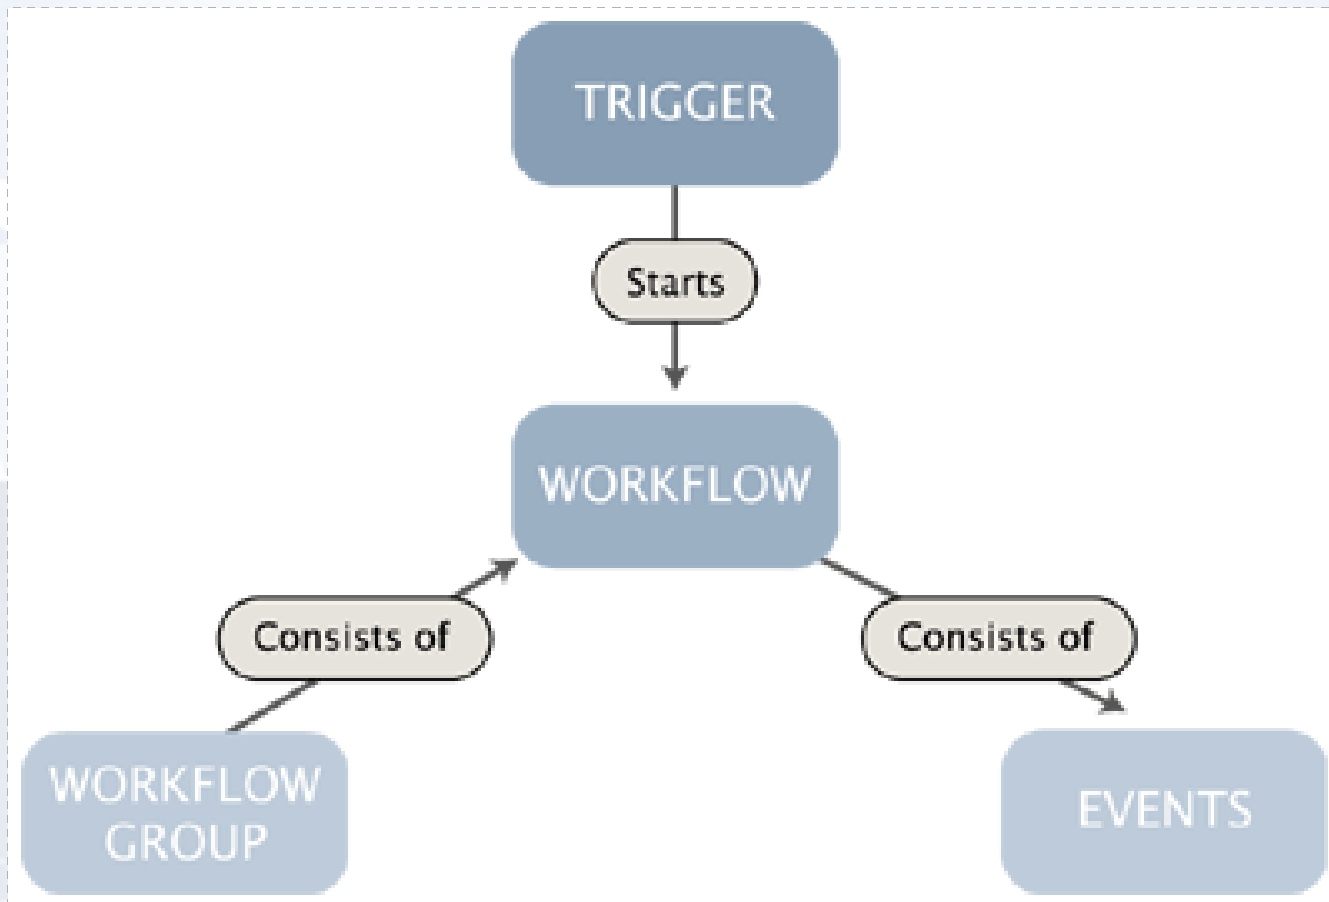 TRIGGER
Starts
WORKFLOW
Consists of
Consists of
WORKFLOW
GROUP
EVENTS